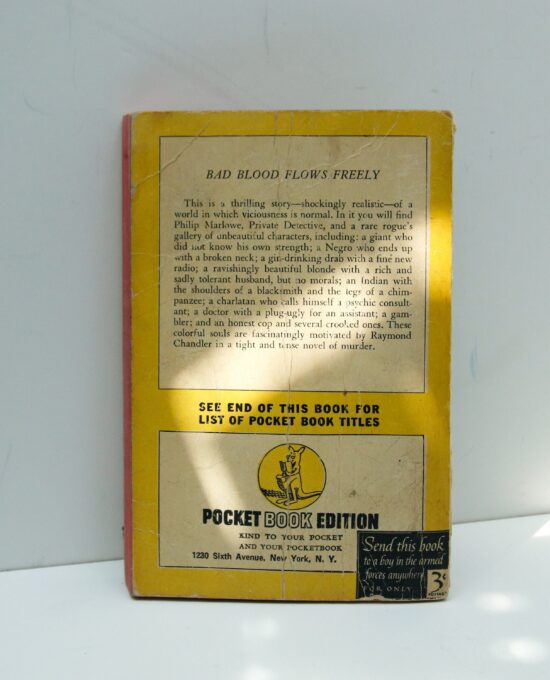 BAD BLOOD FLOWS FREELY
This is a thrilling story—shockingly realistic—of a
world in which viciousness is normal. In it you will find
Philip Marlowe, Private Detective, and a rare rogue's
gallery of unbeautiful characters, including: a giant who
did not know his own strength; a Negro who ends up
with a broken neck; a gin-drinking drab with a fine new
radio; a ravishingly beautiful blonde with a rich and
sadly tolerant husband, but no morals; an Indian with
the shoulders of a blacksmith and the legs of a chim-
panzee; a charlatan who calls himself a psychic consult-
ant; a doctor with a plug-ugly for an assistant; a gam-
bler; and an honest cop and several crooked ones. These
colorful souls are fascinatingly motivated by Raymond
Chandler in a tight and tense novel of murder.
SEE END OF THIS BOOK FOR
LIST OF POCKET BOOK TITLES
POCKET BOOK EDITION
KIND TO YOUR POCKET
AND YOUR POCKETBOOK
1230 Sixth Avenue, New York, N. Y.
Send this book
to a boy in the armed
forces anywhere
FOR ONLY 3¢
POSTAGE